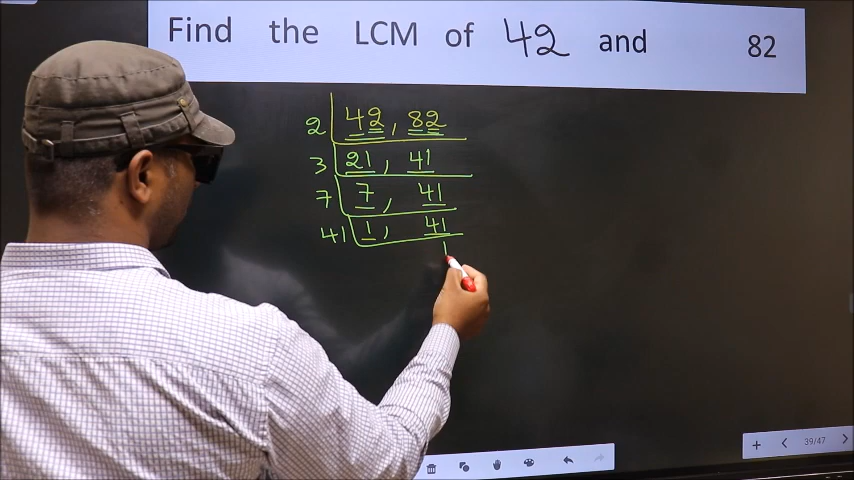 Find the LCM of 42 and 82
2 42, 82
3 21, 41
7 7, 41
41 1, 41
1
39/47